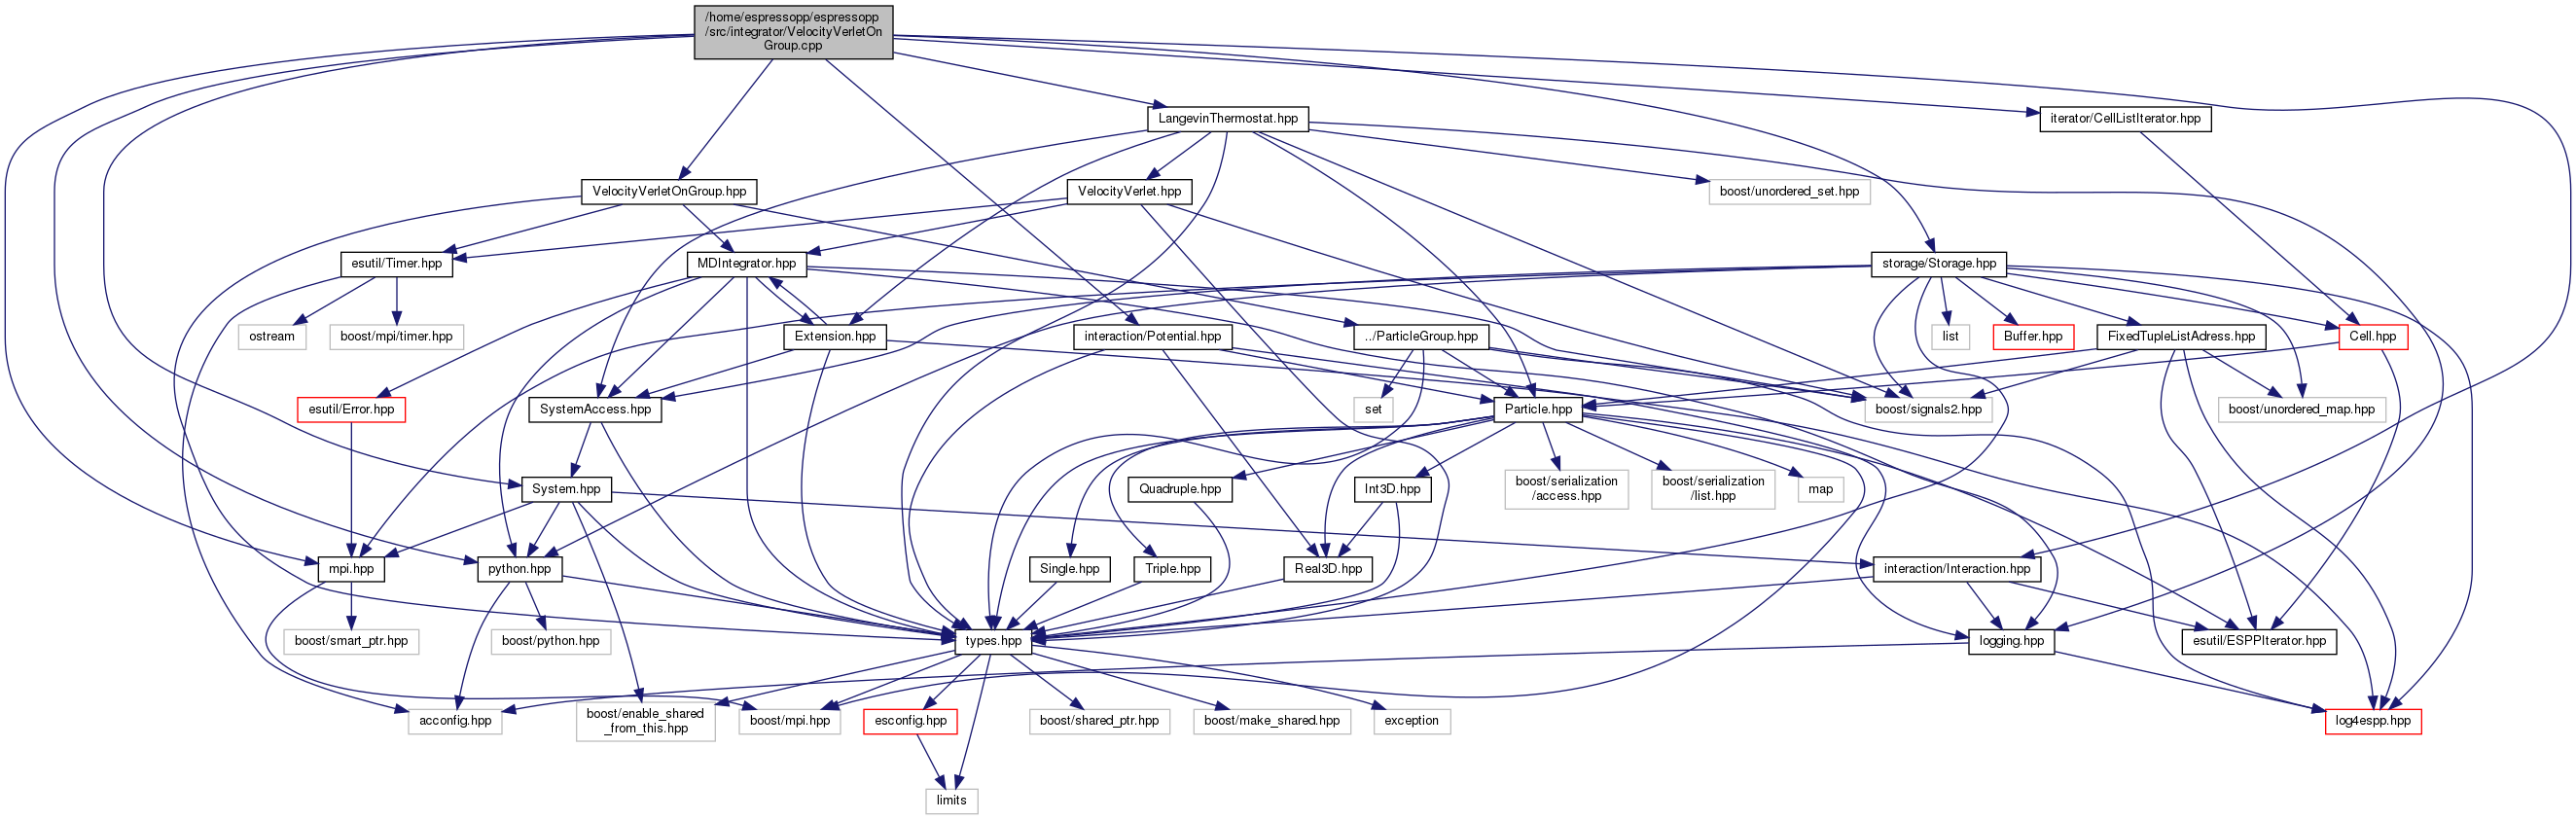 /home/espressopp/espressopp
/src/integrator/VelocityVerletOn
Group.cpp
LangevinThermostat.hpp
iterator/CellListIterator.hpp
VelocityVerletOnGroup.hpp
VelocityVerlet.hpp
boost/unordered_set.hpp
esutil/Timer.hpp
MDIntegrator.hpp
storage/Storage.hpp
ostream
boost/mpi/timer.hpp
Extension.hpp
interaction/Potential.hpp
../ParticleGroup.hpp
list
Buffer.hpp
FixedTupleListAdress.hpp
Cell.hpp
esutil/Error.hpp
SystemAccess.hpp
set
Particle.hpp
boost/signals2.hpp
boost/unordered_map.hpp
System.hpp
Quadruple.hpp
Int3D.hpp
boost/serialization
/access.hpp
boost/serialization
/list.hpp
map
mpi.hpp
python.hpp
Single.hpp
Triple.hpp
Real3D.hpp
interaction/Interaction.hpp
boost/smart_ptr.hpp
boost/python.hpp
types.hpp
logging.hpp
esutil/ESPPIterator.hpp
acconfig.hpp
boost/enable_shared
_from_this.hpp
boost/mpi.hpp
esconfig.hpp
boost/shared_ptr.hpp
boost/make_shared.hpp
exception
log4espp.hpp
limits